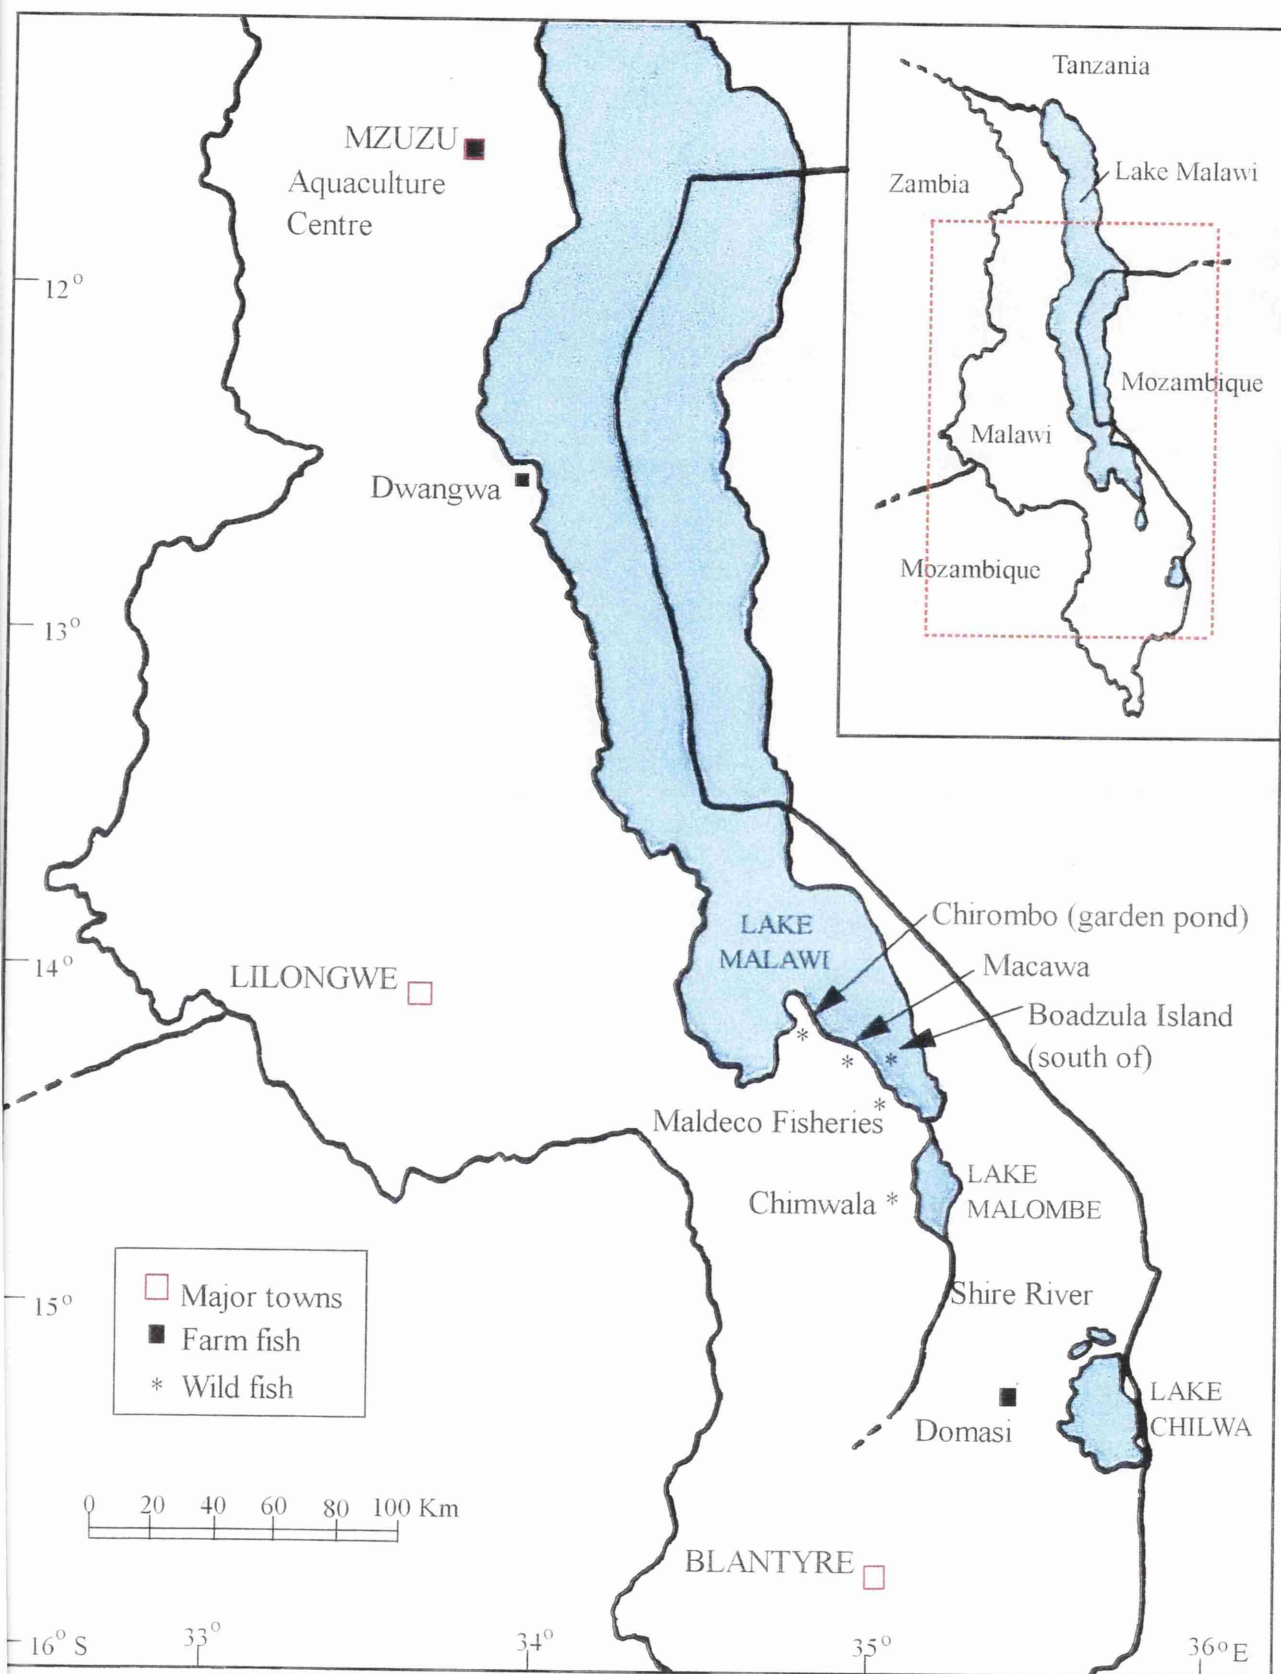 Tanzania
Zambia
Lake Malawi
Mozambique
Malawi
Mozambique
MZUZU
Aquaculture
Centre
12°
Dwangwa
13°
LAKE
MALAWI
Chirombo (garden pond)
Macawa
Boadzula Island
(south of)
14°
LILONGWE
*
*
*
*
Maldeco Fisheries
Chimwala *
LAKE
MALOMBE
Major towns
Farm fish
* Wild fish
15°
Shire River
Domasi
LAKE
CHILWA
0 20 40 60 80 100 Km
BLANTYRE
16° S
33°
34°
35°
36° E